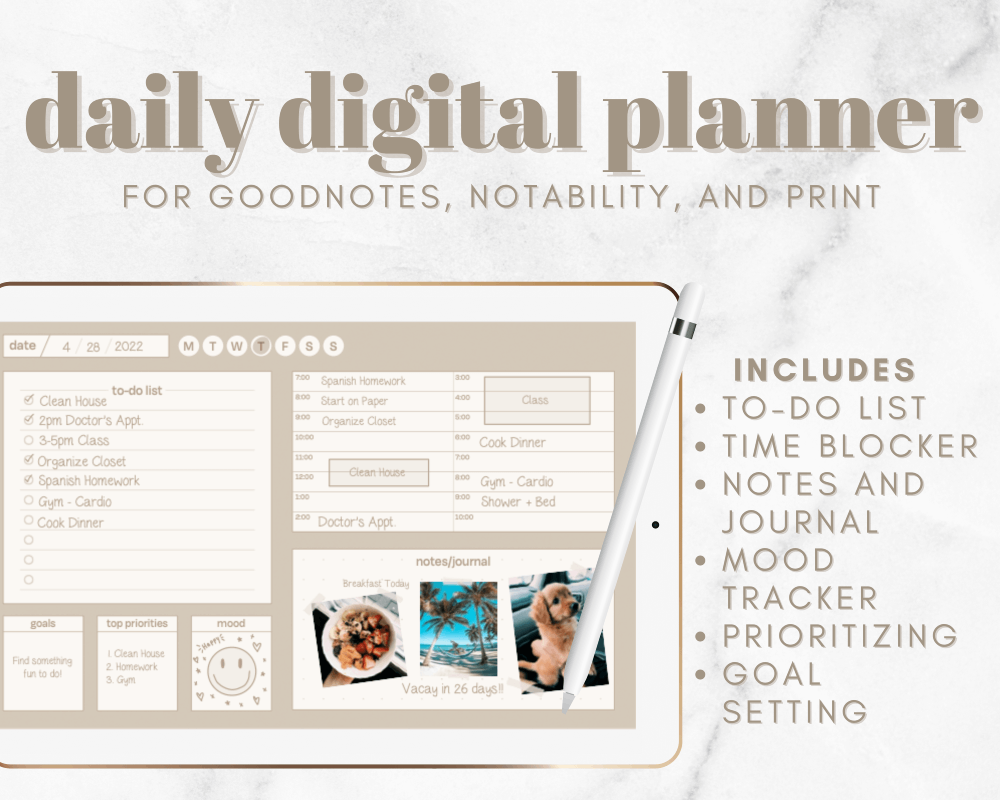 daily digital planner
FOR GOODNOTES, NOTABILITY, AND PRINT
date 4 / 28 / 2022 M T W T F S S
to-do list
Clean House
2pm Doctor's Appt.
3-5pm Class
Organize Closet
Spanish Homework
Gym - Cardio
Cook Dinner
7:00 Spanish Homework
8:00 Start on Paper
9:00 Organize Closet
10:00
11:00
Clean House
12:00
1:00
2:00 Doctor's Appt.
3:00
4:00 Class
5:00
6:00 Cook Dinner
7:00
8:00 Gym - Cardio
9:00 Shower + Bed
10:00
goals
Find something
fun to do!
top priorities
1. Clean House
2. Homework
3. Gym
mood
Happy
notes/journal
Breakfast Today
Vacay in 26 days!!
INCLUDES
• TO-DO LIST
• TIME BLOCKER
• NOTES AND
JOURNAL
• MOOD
TRACKER
• PRIORITIZING
• GOAL
SETTING